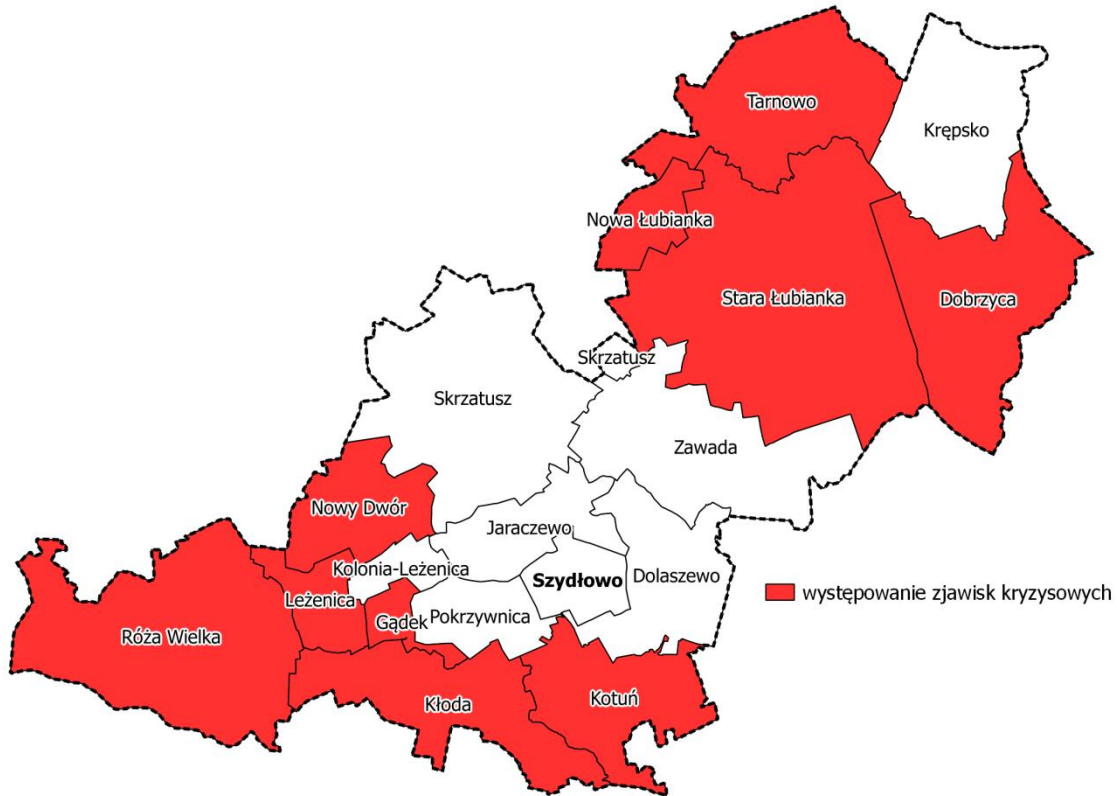 Tarnowo
Krępsko
Nowa Łubianka
Stara Łubianka
Dobrzyca
Skrzatusz
Skrzatusz
Zawada
Nowy Dwór
Jaraczewo
Kolonia-Leżenica
Szydłowo
Dolaszewo
występowanie zjawisk kryzysowych
Leżenica
Gądek
Pokrzywnica
Róża Wielka
Kłoda
Kotuń